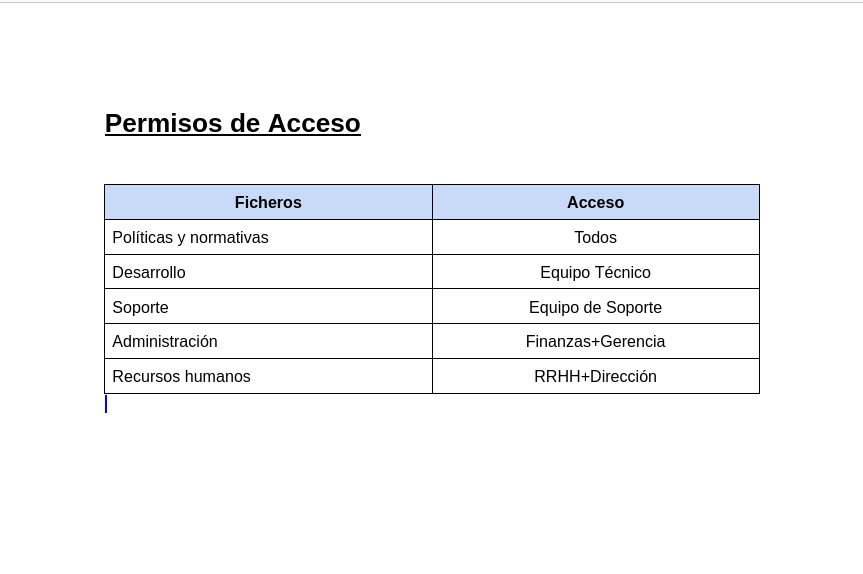 Permisos de Acceso
Ficheros Acceso
Políticas y normativas Todos
Desarrollo Equipo Técnico
Soporte Equipo de Soporte
Administración Finanzas+Gerencia
Recursos humanos RRHH+Dirección